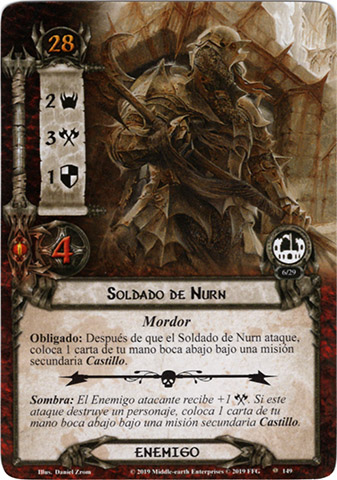 28
2
3
1
4
6/29
Soldado de Nurn
Mordor
Obligado: Después de que el Soldado de Nurn ataque,
coloca 1 carta de tu mano boca abajo bajo una misión
secundaria Castillo.
Sombra: El Enemigo atacante recibe +1. Si este
ataque destruye un personaje, coloca 1 carta de tu
mano boca abajo bajo una misión secundaria Castillo.
ENEMIGO
Illus. Daniel Zrom © 2019 Middle-earth Enterprises © 2019 FFG 149